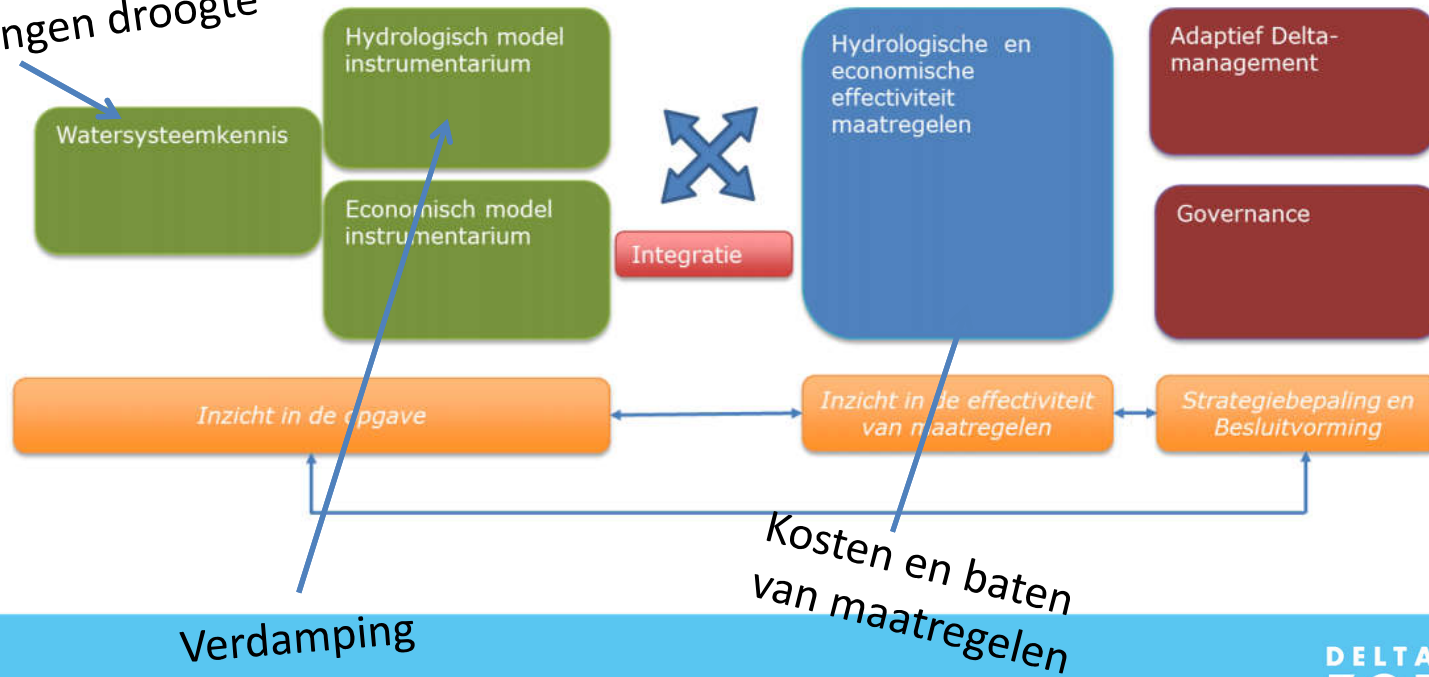 ngen droogte
Hydrologisch model
instrumentarium
Watersysteemkennis
Economisch model
instrumentarium
Integratie
Hydrologische en
economische
effectiviteit
maatregelen
Adaptief Delta-
management
Governance
Inzicht in de opgave
Inzicht in de effectiviteit
van maatregelen
Strategiebepaling en
Besluitvorming
Kosten en baten
van maatregelen
Verdamping
DELTA